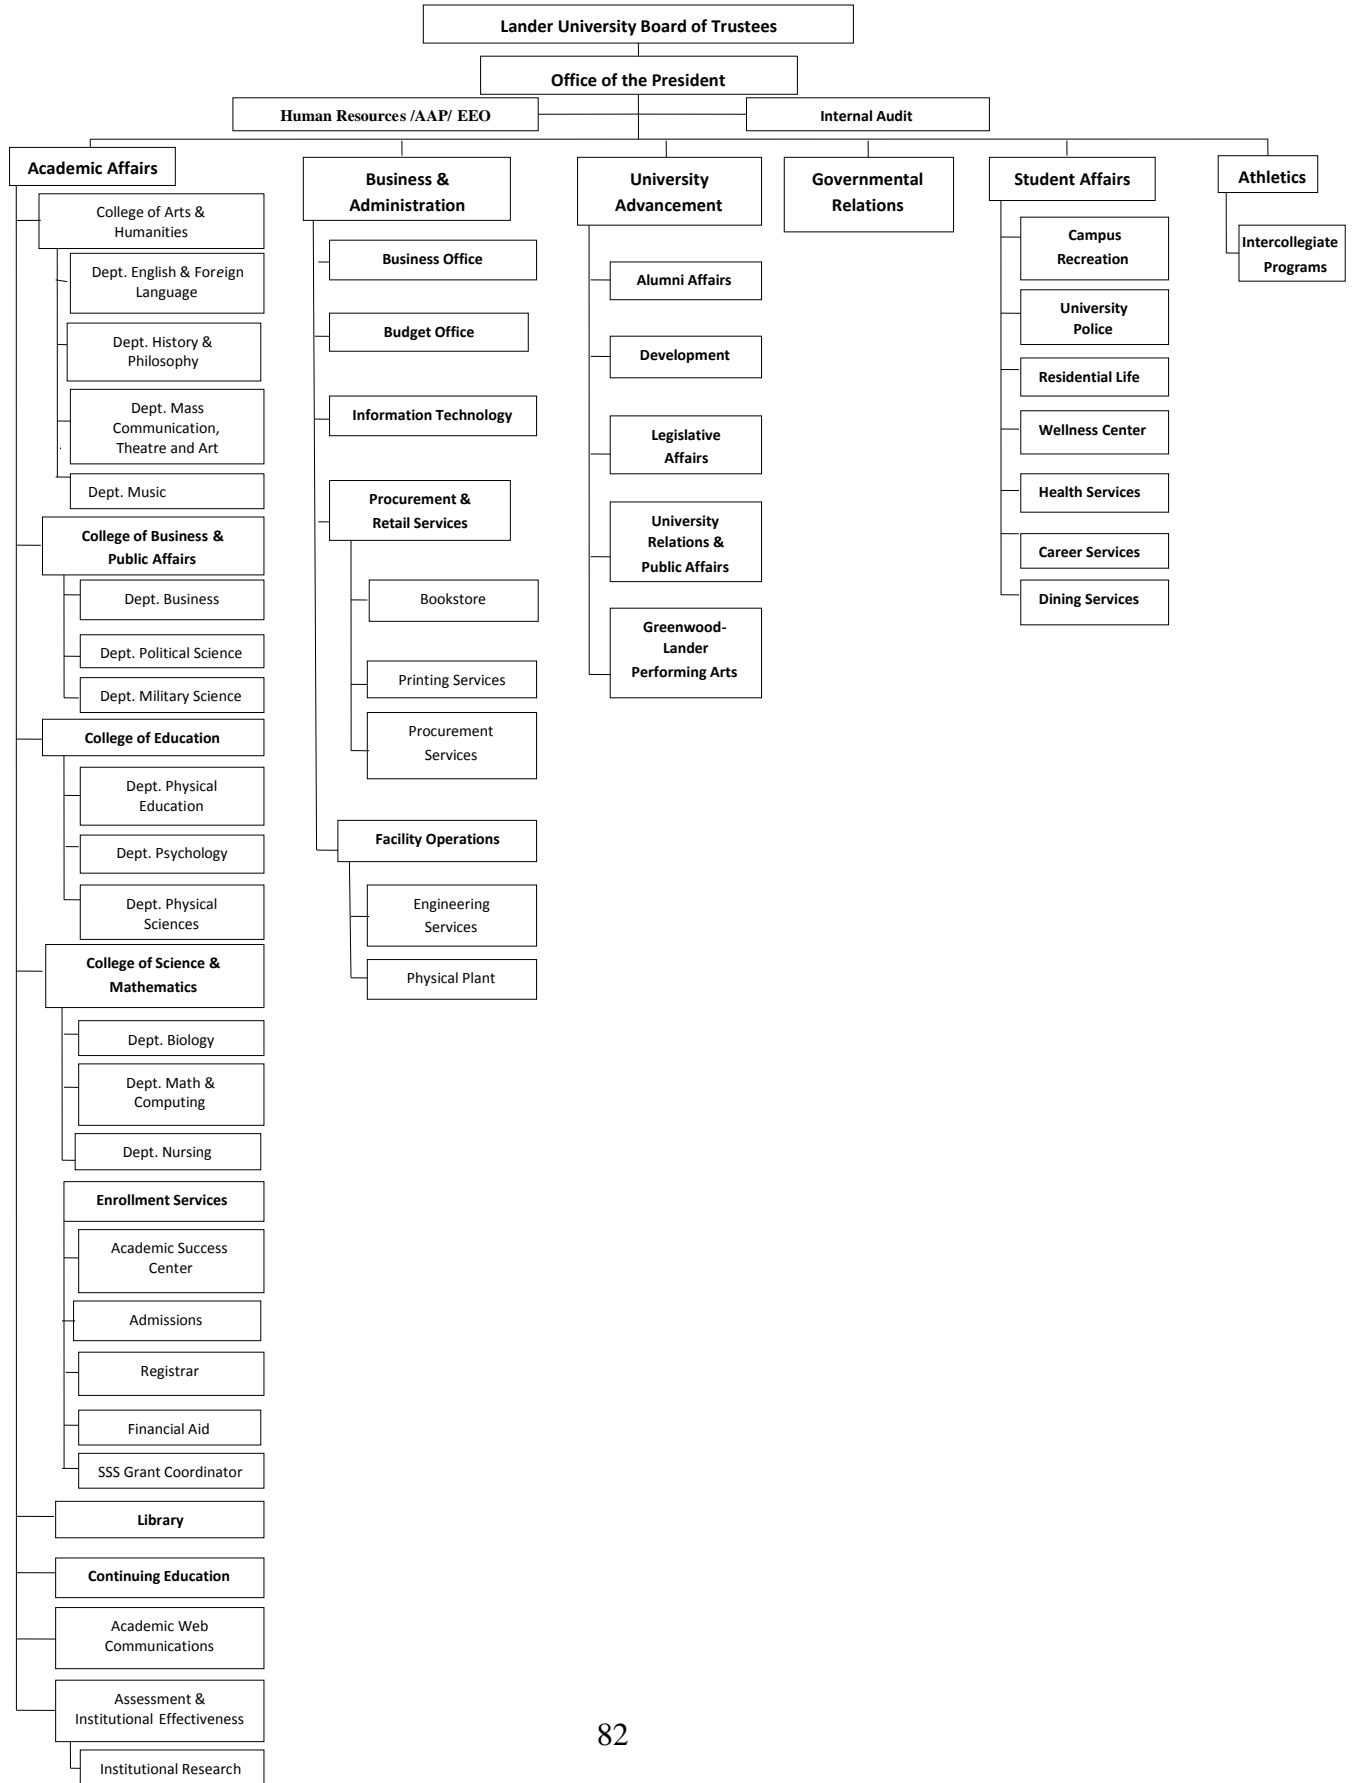 Lander University Board of Trustees
Office of the President
Human Resources /AAP/ EEO
Internal Audit
Academic Affairs
College of Arts &
Humanities
Dept. English & Foreign
Language
Dept. History &
Philosophy
Dept. Mass
Communication,
Theatre and Art
Dept. Music
College of Business &
Public Affairs
Dept. Business
Dept. Political Science
Dept. Military Science
College of Education
Dept. Physical
Education
Dept. Psychology
Dept. Physical
Sciences
College of Science &
Mathematics
Dept. Biology
Dept. Math &
Computing
Dept. Nursing
Enrollment Services
Academic Success
Center
Admissions
Registrar
Financial Aid
SSS Grant Coordinator
Library
Continuing Education
Academic Web
Communications
Assessment &
Institutional Effectiveness
Institutional Research
Business &
Administration
Business Office
Budget Office
Information Technology
Procurement &
Retail Services
Bookstore
Printing Services
Procurement
Services
Facility Operations
Engineering
Services
Physical Plant
University
Advancement
Alumni Affairs
Development
Legislative
Affairs
University
Relations &
Public Affairs
Greenwood-
Lander
Performing Arts
Governmental
Relations
Student Affairs
Campus
Recreation
University
Police
Residential Life
Wellness Center
Health Services
Career Services
Dining Services
Athletics
Intercollegiate
Programs
82